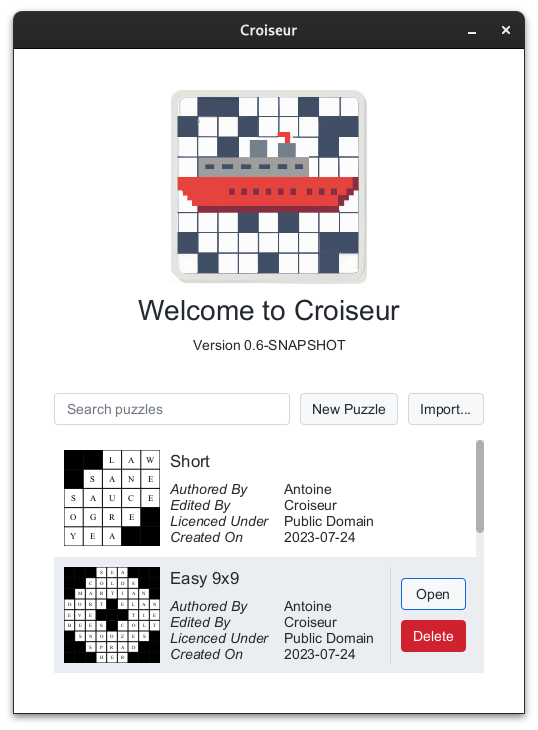 Croiseur
Welcome to Croiseur
Version 0.6-SNAPSHOT
Search puzzles
New Puzzle
Import...
L A W
S A N E
S A U C E
O G R E
Y E A
Short
Authored By Antoine
Edited By Croiseur
Licenced Under Public Domain
Created On 2023-07-24
S E A
C O L D S
M A R T I A N
E L A N
E V E T I E
C O L T
S N O O Z E S
H E R
Easy 9x9
Authored By Antoine
Edited By Croiseur
Licenced Under Public Domain
Created On 2023-07-24
Open
Delete